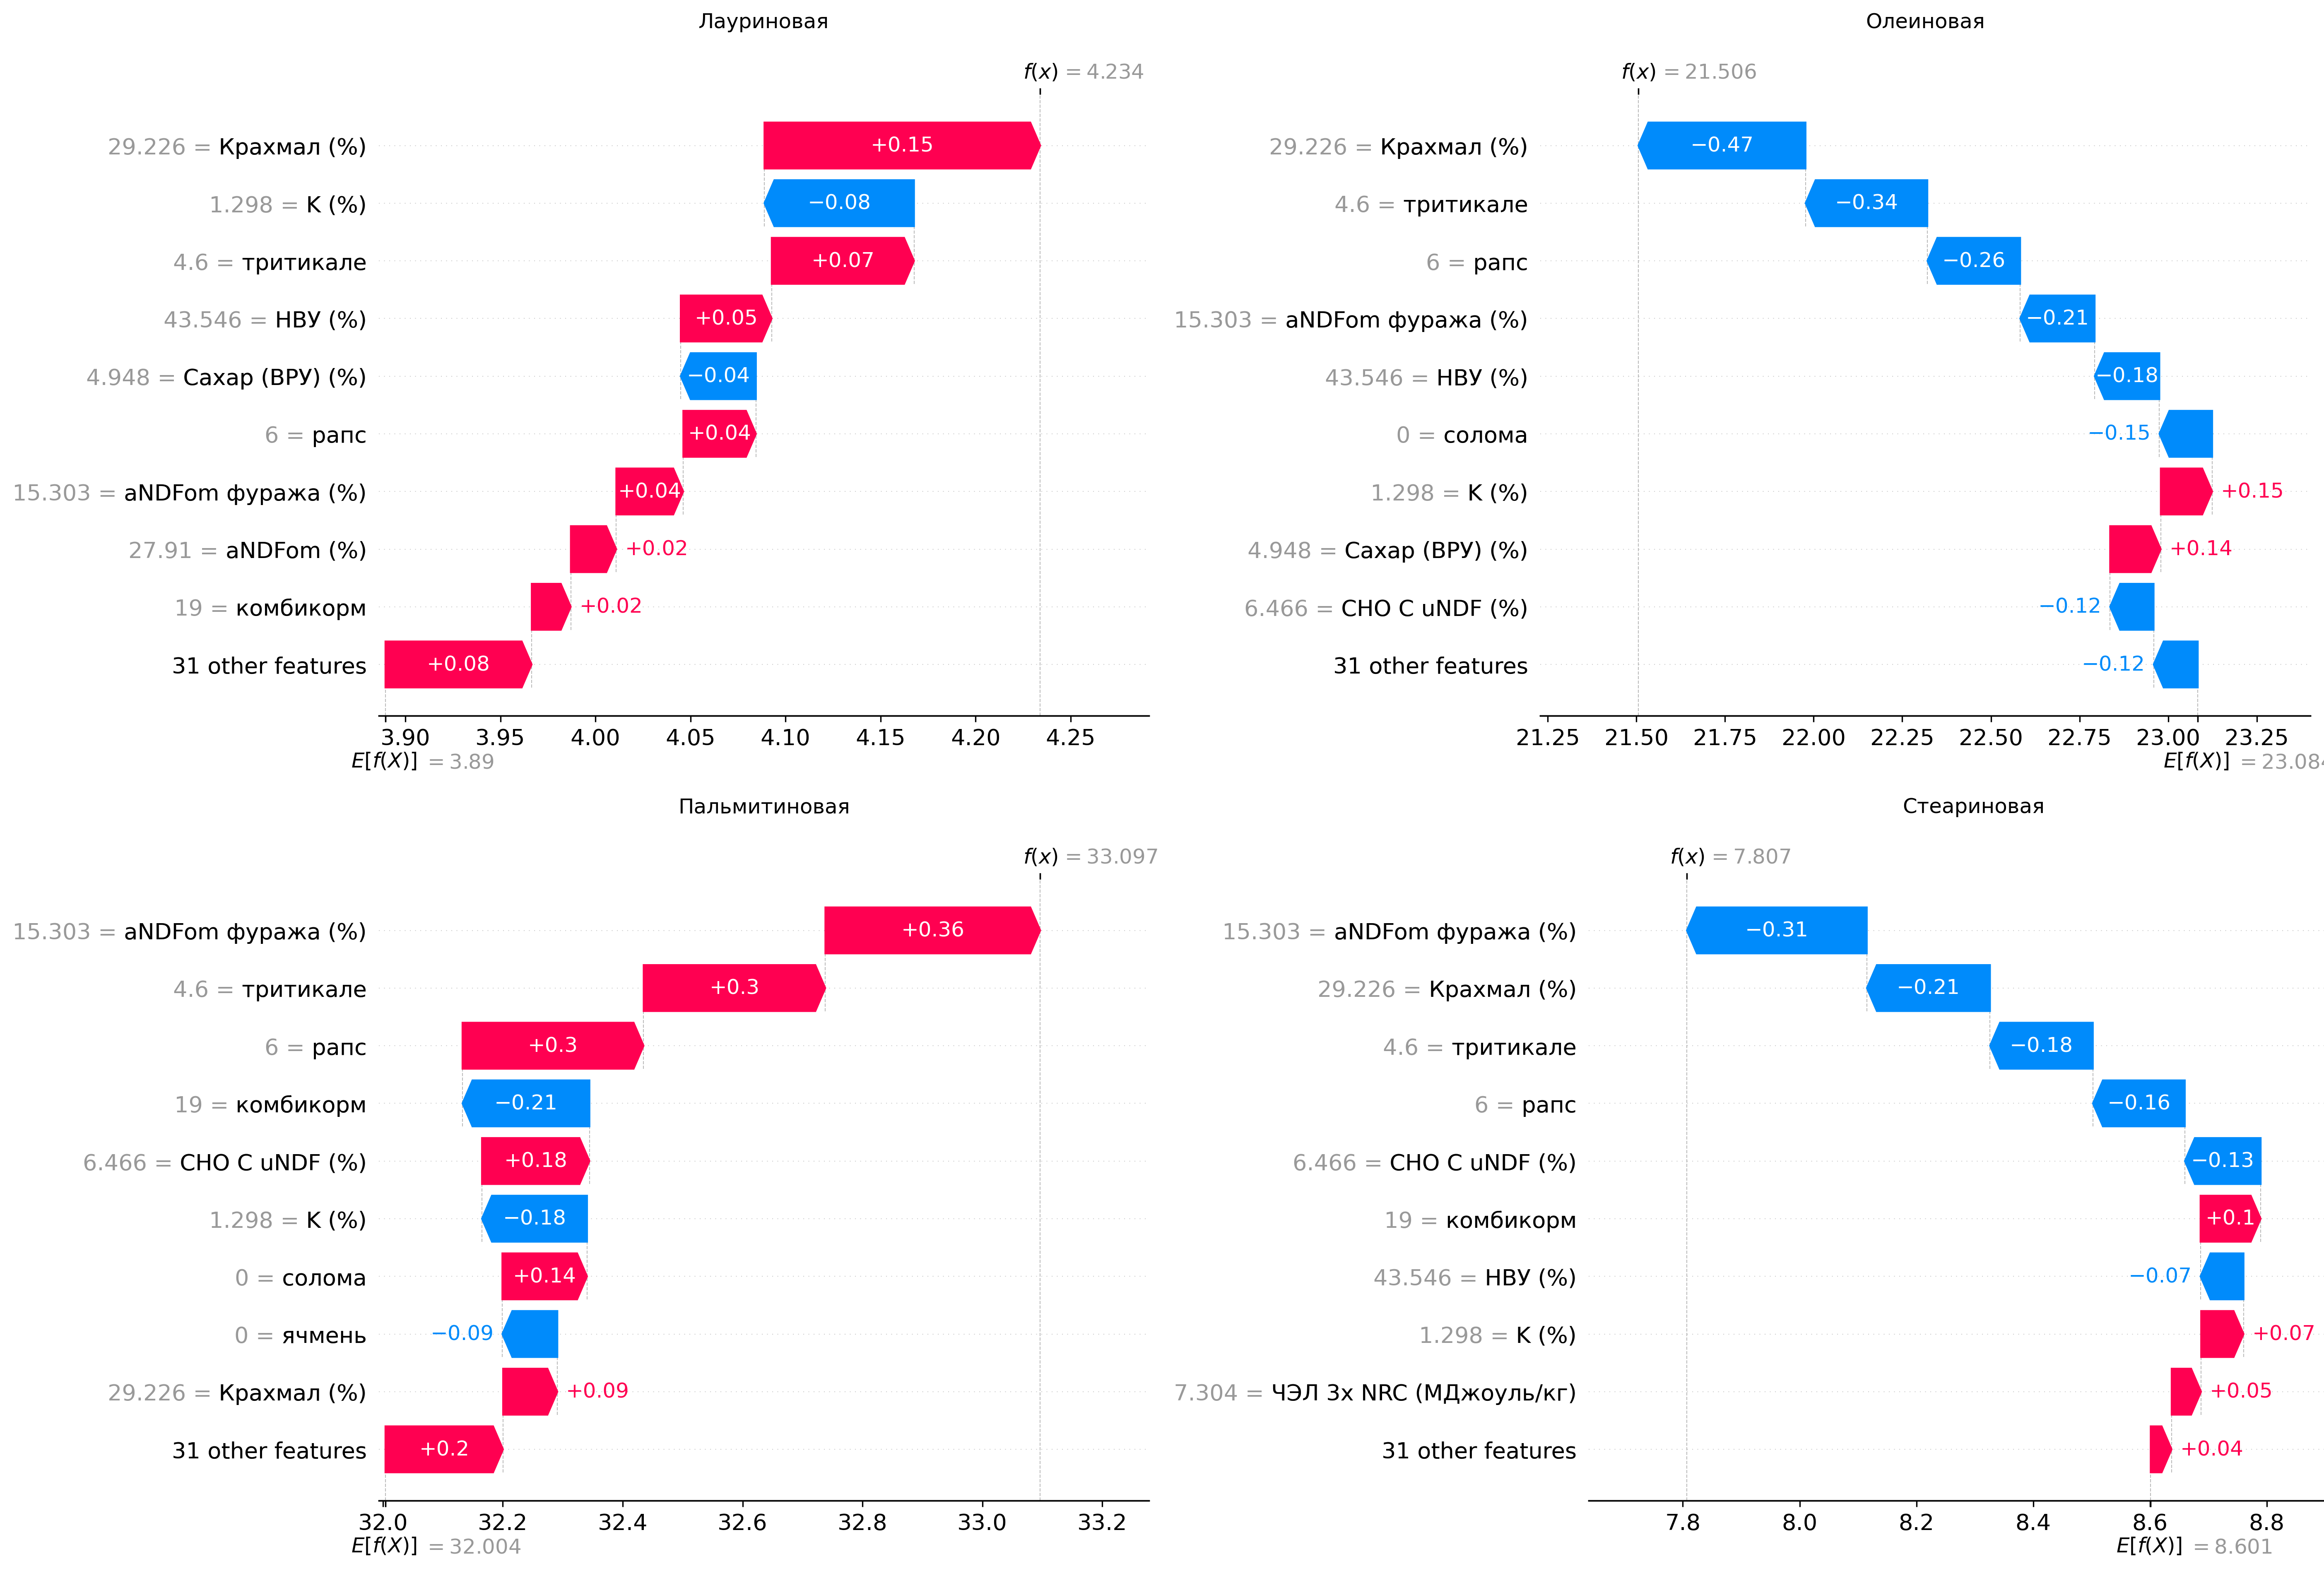 Лауриновая
f(x) = 4.234
29.226 = Крахмал (%)
+0.15
1.298 = K (%)
−0.08
4.6 = тритикале
+0.07
43.546 = НВУ (%)
+0.05
4.948 = Сахар (ВРУ) (%)
−0.04
6 = рапс
+0.04
15.303 = aNDFom фуража (%)
+0.04
27.91 = aNDFom (%)
+0.02
19 = комбикорм
+0.02
31 other features
+0.08
3.90 3.95 4.00 4.05 4.10 4.15 4.20 4.25
E[f(X)] = 3.89
Олеиновая
f(x) = 21.506
29.226 = Крахмал (%)
−0.47
4.6 = тритикале
−0.34
6 = рапс
−0.26
15.303 = aNDFom фуража (%)
−0.21
43.546 = НВУ (%)
−0.18
0 = солома
−0.15
1.298 = K (%)
+0.15
4.948 = Сахар (ВРУ) (%)
+0.14
6.466 = CHO C uNDF (%)
−0.12
31 other features
−0.12
21.25 21.50 21.75 22.00 22.25 22.50 22.75 23.00 23.25
E[f(X)] = 23.084
Пальмитиновая
f(x) = 33.097
15.303 = aNDFom фуража (%)
+0.36
4.6 = тритикале
+0.3
6 = рапс
+0.3
19 = комбикорм
−0.21
6.466 = CHO C uNDF (%)
+0.18
1.298 = K (%)
−0.18
0 = солома
+0.14
0 = ячмень
−0.09
29.226 = Крахмал (%)
+0.09
31 other features
+0.2
32.0 32.2 32.4 32.6 32.8 33.0 33.2
E[f(X)] = 32.004
Стеариновая
f(x) = 7.807
15.303 = aNDFom фуража (%)
−0.31
29.226 = Крахмал (%)
−0.21
4.6 = тритикале
−0.18
6 = рапс
−0.16
6.466 = CHO C uNDF (%)
−0.13
19 = комбикорм
+0.1
43.546 = НВУ (%)
−0.07
1.298 = K (%)
+0.07
7.304 = ЧЭЛ 3x NRC (МДжоуль/кг)
+0.05
31 other features
+0.04
7.8 8.0 8.2 8.4 8.6 8.8
E[f(X)] = 8.601